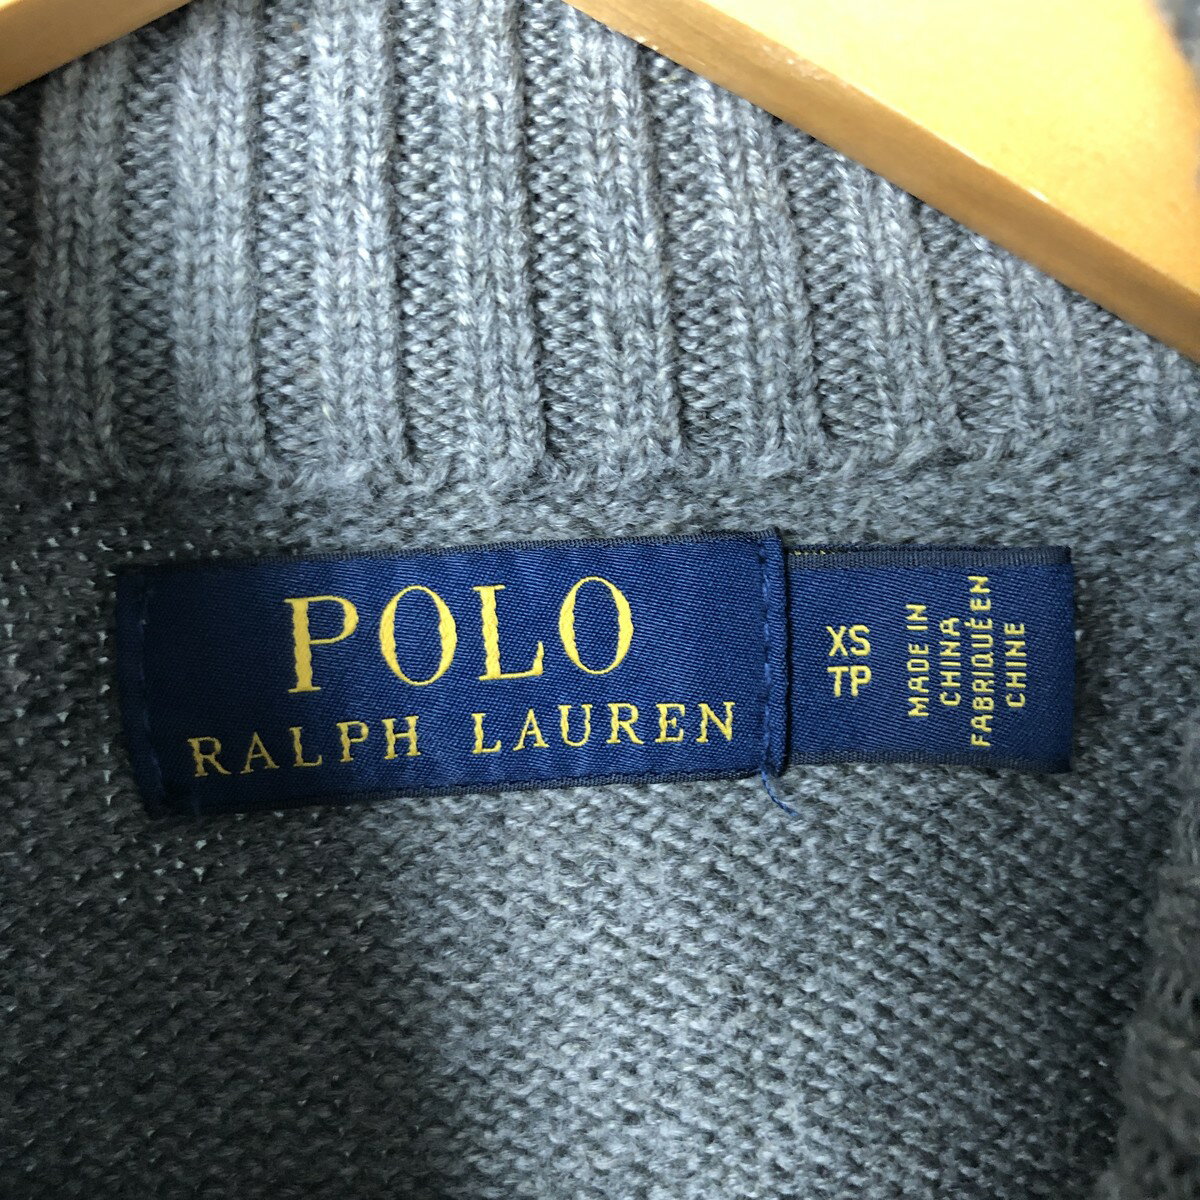 POLO
RALPH LAUREN
XS
TP
MADE IN
CHINA
FABRIQUÉ EN
CHINE